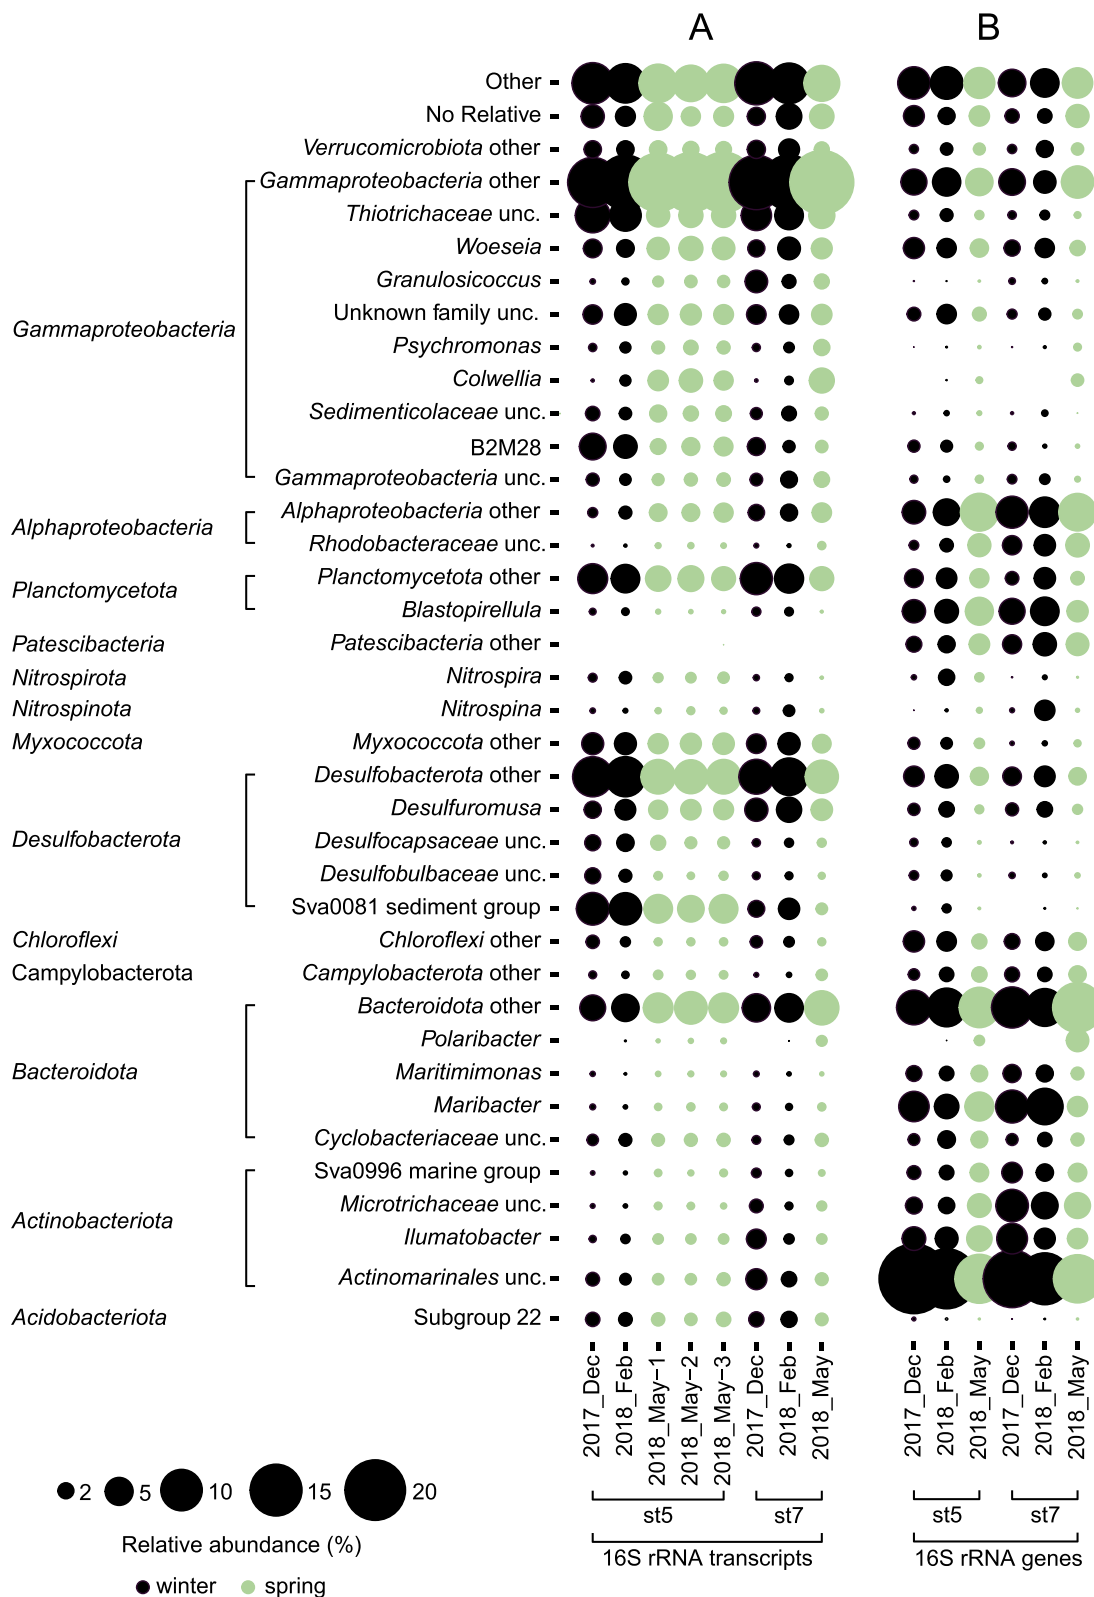 A
B
Other
No Relative
Verrucomicrobiota other
Gammaproteobacteria other
Thiotrichaceae unc.
Woeseia
Granulosicoccus
Gammaproteobacteria
Unknown family unc.
Psychromonas
Colwellia
Sedimenticolaceae unc.
B2M28
Gammaproteobacteria unc.
Alphaproteobacteria
Alphaproteobacteria other
Rhodobacteraceae unc.
Planctomycetota
Planctomycetota other
Blastopirellula
Patescibacteria
Patescibacteria other
Nitrospirota
Nitrospira
Nitrospinota
Nitrospina
Myxococcota
Myxococcota other
Desulfobacterota other
Desulfuromusa
Desulfobacterota
Desulfocapsaceae unc.
Desulfobulbaceae unc.
Sva0081 sediment group
Chloroflexi
Chloroflexi other
Campylobacterota
Campylobacterota other
Bacteroidota other
Polaribacter
Bacteroidota
Maritimimonas
Maribacter
Cyclobacteriaceae unc.
Sva0996 marine group
Microtrichaceae unc.
Actinobacteriota
Ilumatobacter
Actinomarinales unc.
Acidobacteriota
Subgroup 22
2017_Dec
2018_Feb
2018_May−1
2018_May−2
2018_May−3
2017_Dec
2018_Feb
2018_May
2017_Dec
2018_Feb
2018_May
2017_Dec
2018_Feb
2018_May
2
5
10
15
20
st5
st7
st5
st7
Relative abundance (%)
16S rRNA transcripts
16S rRNA genes
winter
spring